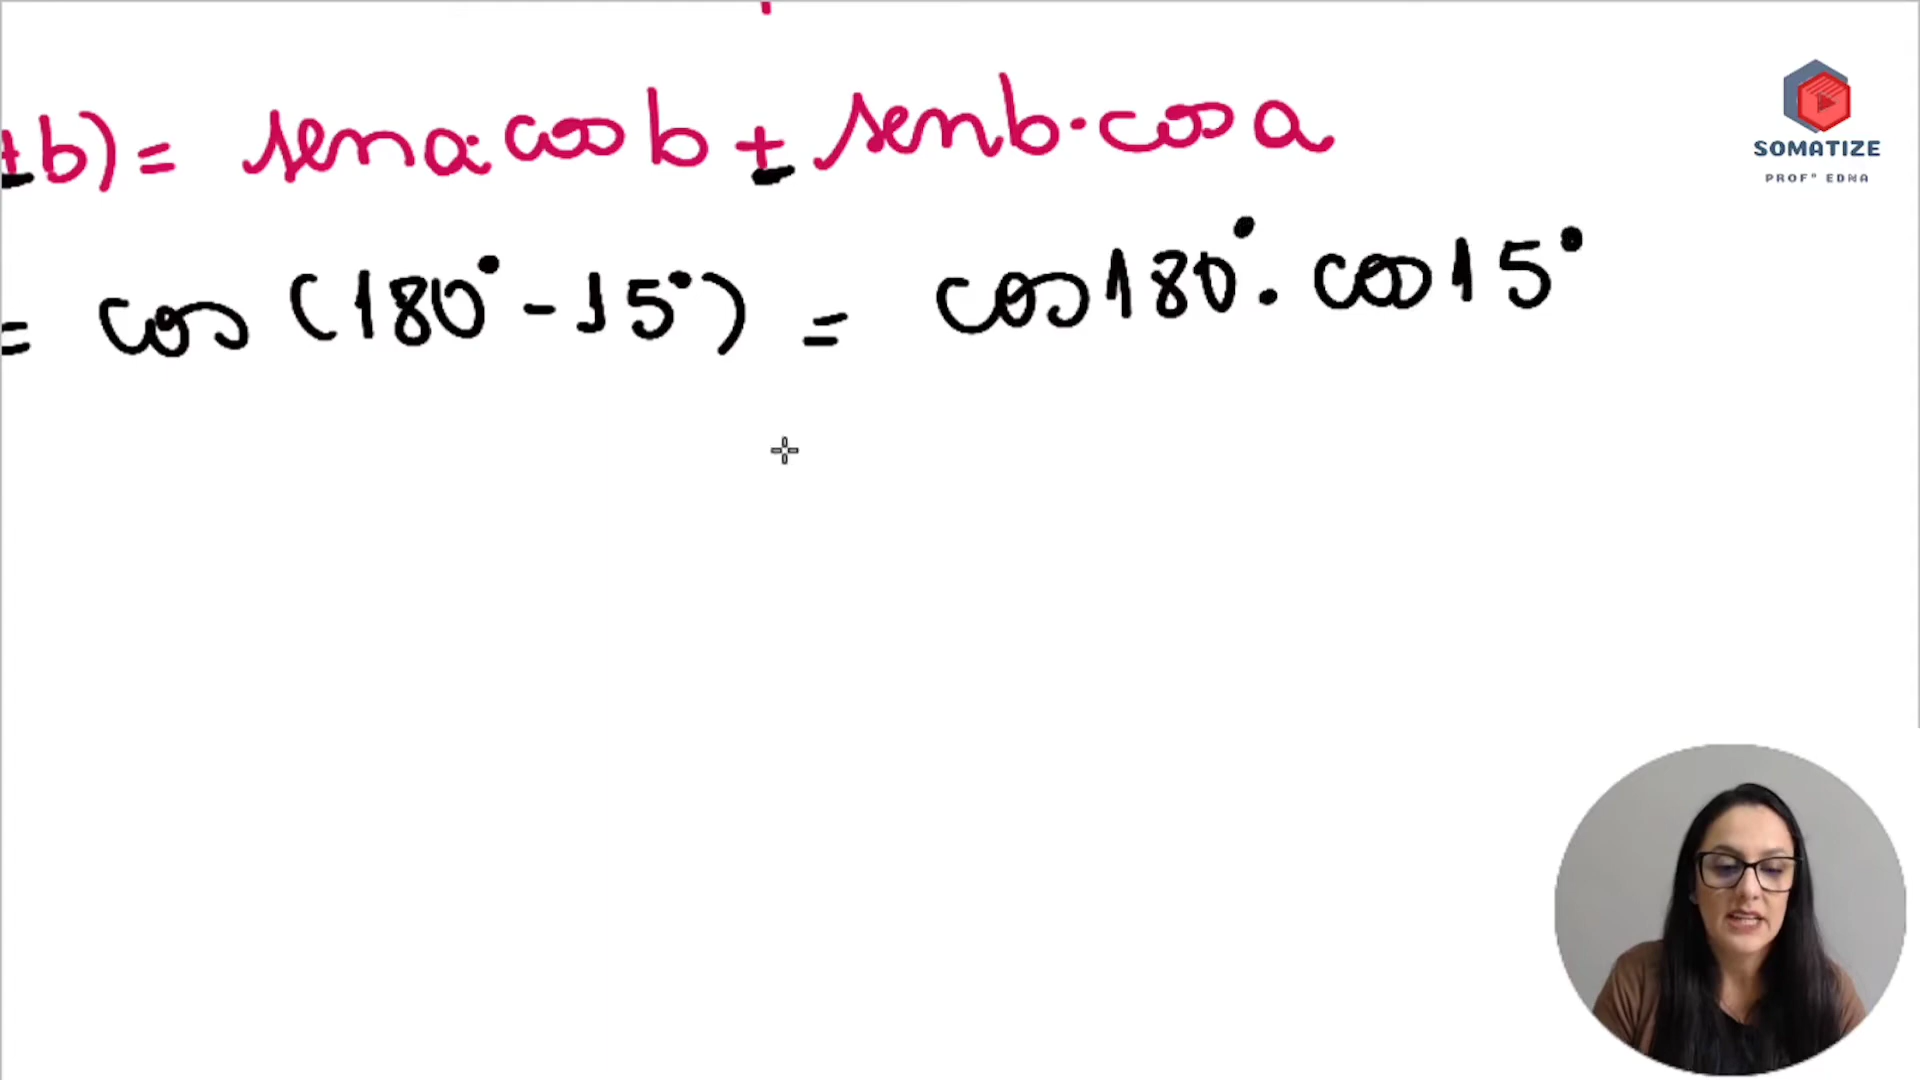 ±b) = sen a · cos b ± sen b · cos a
SOMATIZE
PROFª EDNA
= cos (180° - 15°) = cos 180° · cos 15°